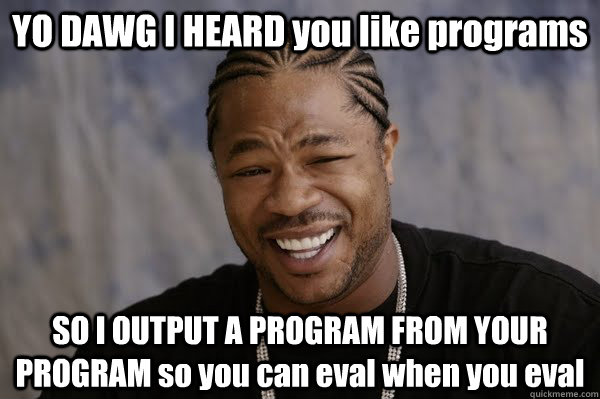 YO DAWG I HEARD you like programs
SO I OUTPUT A PROGRAM FROM YOUR
PROGRAM so you can eval when you eval
quickmeme.com